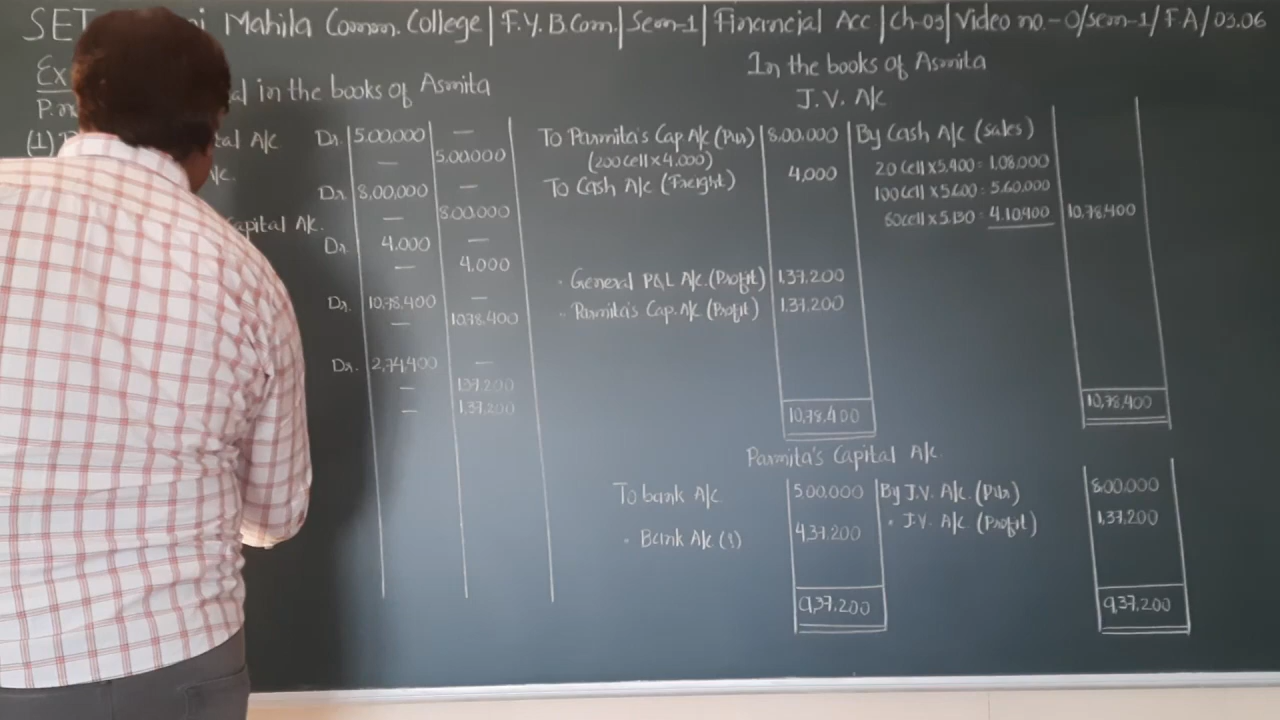 SET Mahila Comm. College | F.Y.B.Com. | Sem-1 | Financial Acc | Ch-03 | Video no.- 0/sem-1/F.A/03.06
Ex
in the books of Asmita
(1)
tal A/c Dr. 5,00,000 —
— 5,00,000
Dr. 8,00,000 —
— 8,00,000
Capital A/c.
Dr. 4,000 —
— 4,000
Dr. 10,78,400 —
— 10,78,400
Dr. 2,74,400 —
— 1,37,200
— 1,37,200
In the books of Asmita
J.V. A/c
To Parmita's Cap. A/c (Pur) 8,00,000 By Cash A/c (sales)
(200 cell x 4,000) 20 cell x 5,400 = 1,08,000
To Cash A/c (Freight) 4,000 100 cell x 5,600 = 5,60,000
80 cell x 5,130 = 4,10,400 10,78,400
. General P&L A/c. (Profit) 1,37,200
.. Parmita's Cap. A/c (Profit) 1,37,200
10,78,400 10,78,400
Parmita's Capital A/c.
To bank A/c 5,00,000 By J.V. A/c. (Pur) 8,00,000
. Bank A/c (?) 4,37,200 . J.V. A/c (Profit) 1,37,200
9,37,200 9,37,200